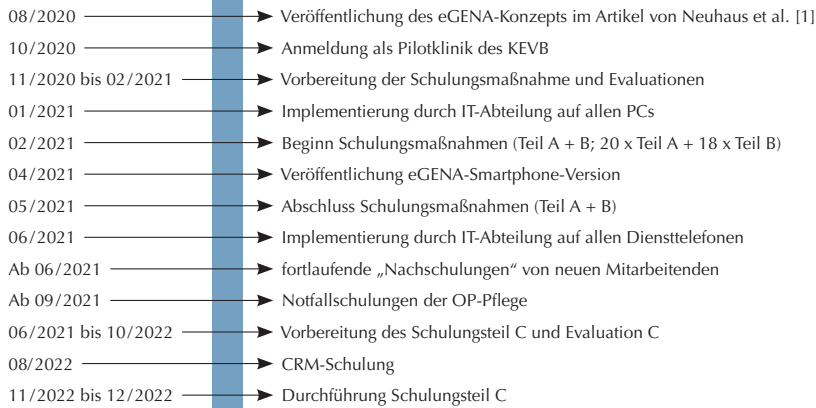 08/2020 Veröffentlichung des eGENA-Konzepts im Artikel von Neuhaus et al. [1]
10/2020 Anmeldung als Pilotklinik des KEVB
11/2020 bis 02/2021 Vorbereitung der Schulungsmaßnahme und Evaluationen
01/2021 Implementierung durch IT-Abteilung auf allen PCs
02/2021 Beginn Schulungsmaßnahmen (Teil A + B; 20 x Teil A + 18 x Teil B)
04/2021 Veröffentlichung eGENA-Smartphone-Version
05/2021 Abschluss Schulungsmaßnahmen (Teil A + B)
06/2021 Implementierung durch IT-Abteilung auf allen Diensttelefonen
Ab 06/2021 fortlaufende „Nachschulungen“ von neuen Mitarbeitenden
Ab 09/2021 Notfallschulungen der OP-Pflege
06/2021 bis 10/2022 Vorbereitung des Schulungsteil C und Evaluation C
08/2022 CRM-Schulung
11/2022 bis 12/2022 Durchführung Schulungsteil C